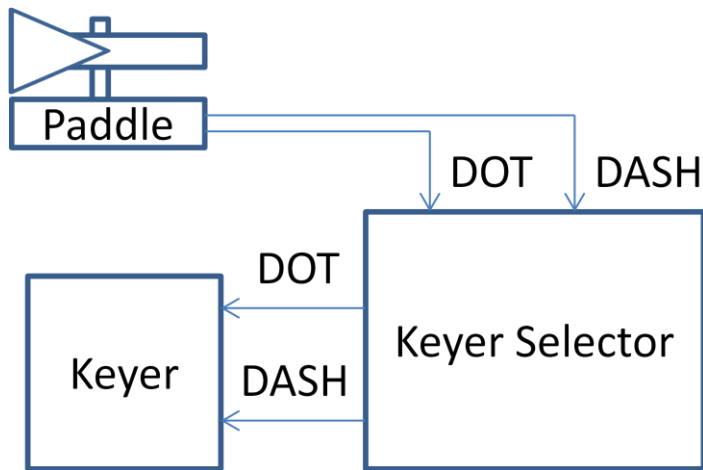 Paddle
DOT
DASH
DOT
Keyer Selector
Keyer
DASH